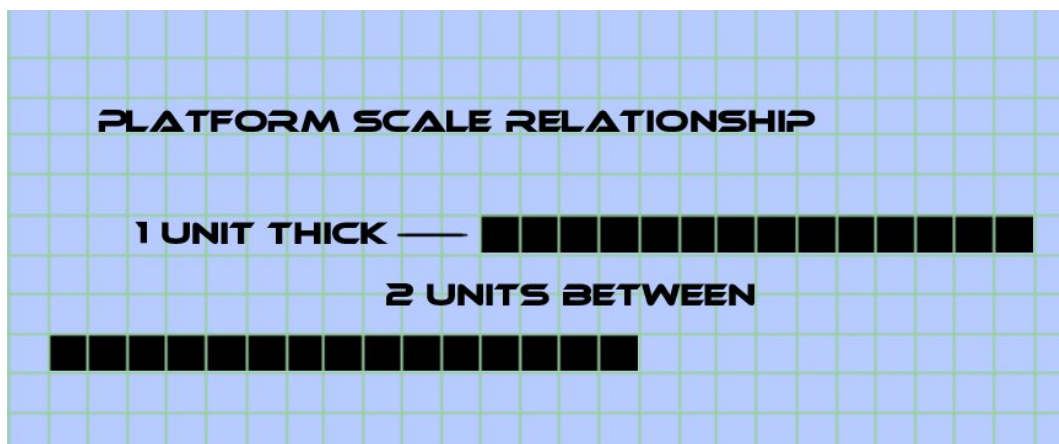 PLATFORM SCALE RELATIONSHIP
1 UNIT THICK
2 UNITS BETWEEN